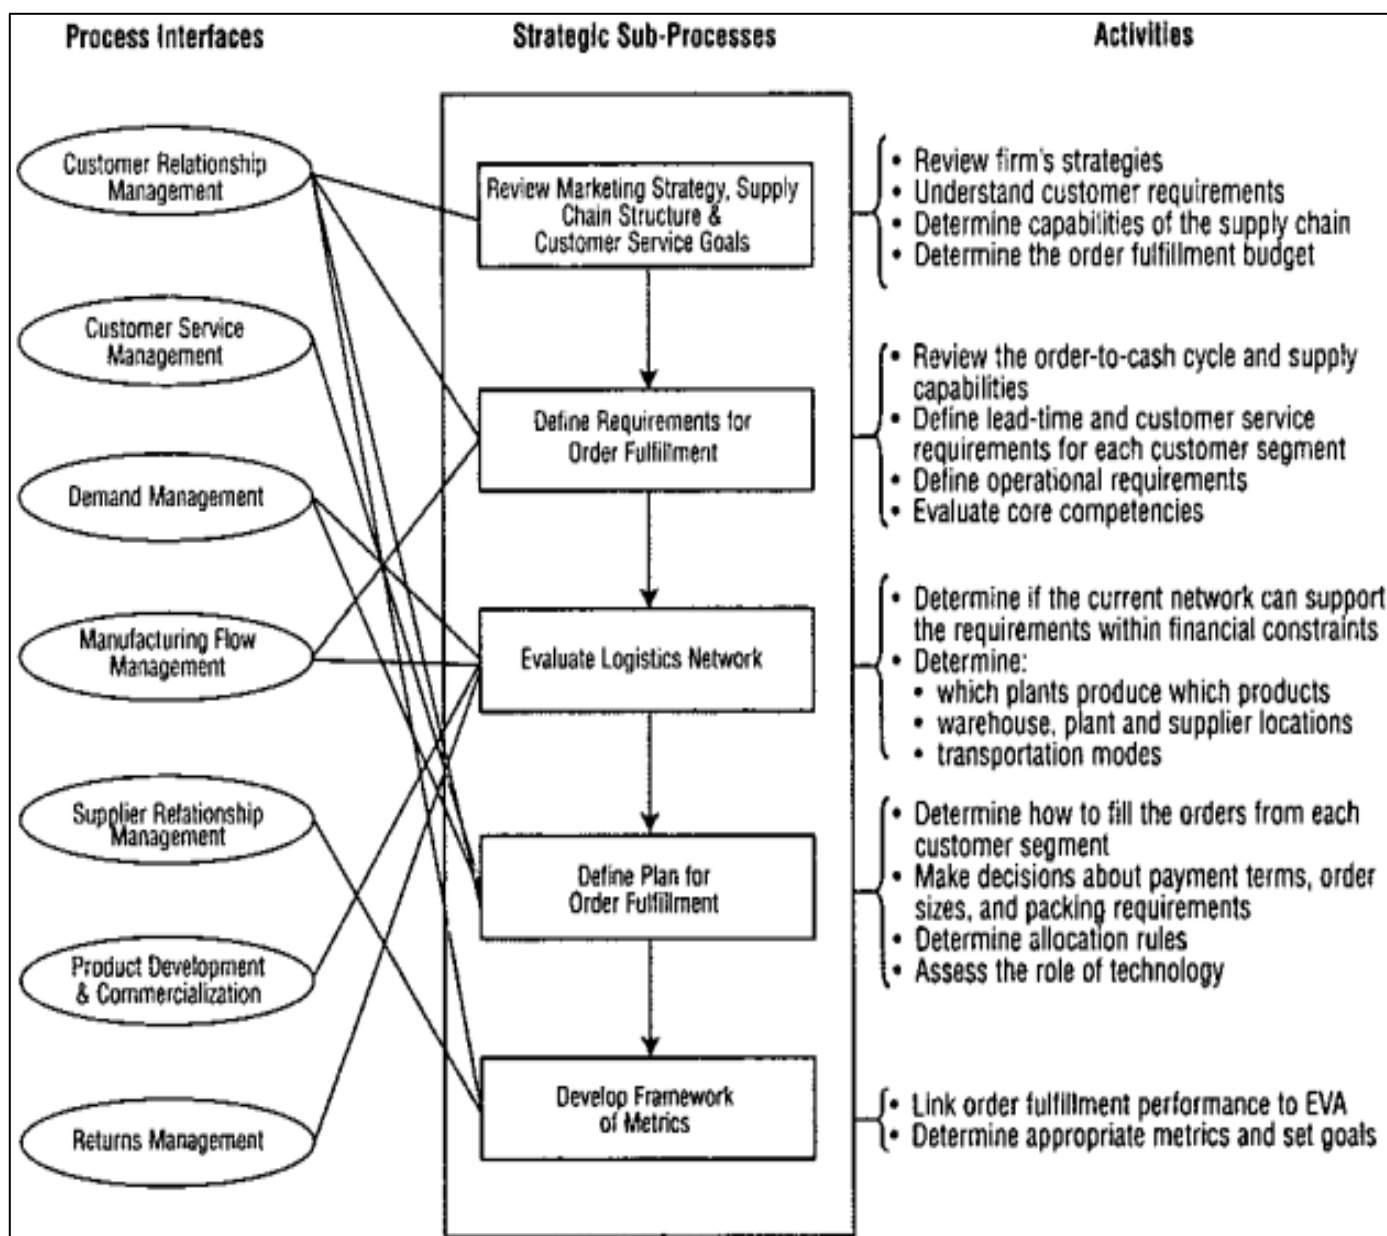 Process Interfaces
Strategic Sub-Processes
Activities
Customer Relationship
Management
Customer Service
Management
Demand Management
Manufacturing Flow
Management
Supplier Relationship
Management
Product Development
& Commercialization
Returns Management
Review Marketing Strategy, Supply
Chain Structure &
Customer Service Goals
Define Requirements for
Order Fulfillment
Evaluate Logistics Network
Define Plan for
Order Fulfillment
Develop Framework
of Metrics
• Review firm's strategies
• Understand customer requirements
• Determine capabilities of the supply chain
• Determine the order fulfillment budget
• Review the order-to-cash cycle and supply
capabilities
• Define lead-time and customer service
requirements for each customer segment
• Define operational requirements
• Evaluate core competencies
• Determine if the current network can support
the requirements within financial constraints
• Determine:
• which plants produce which products
• warehouse, plant and supplier locations
• transportation modes
• Determine how to fill the orders from each
customer segment
• Make decisions about payment terms, order
sizes, and packing requirements
• Determine allocation rules
• Assess the role of technology
• Link order fulfillment performance to EVA
• Determine appropriate metrics and set goals